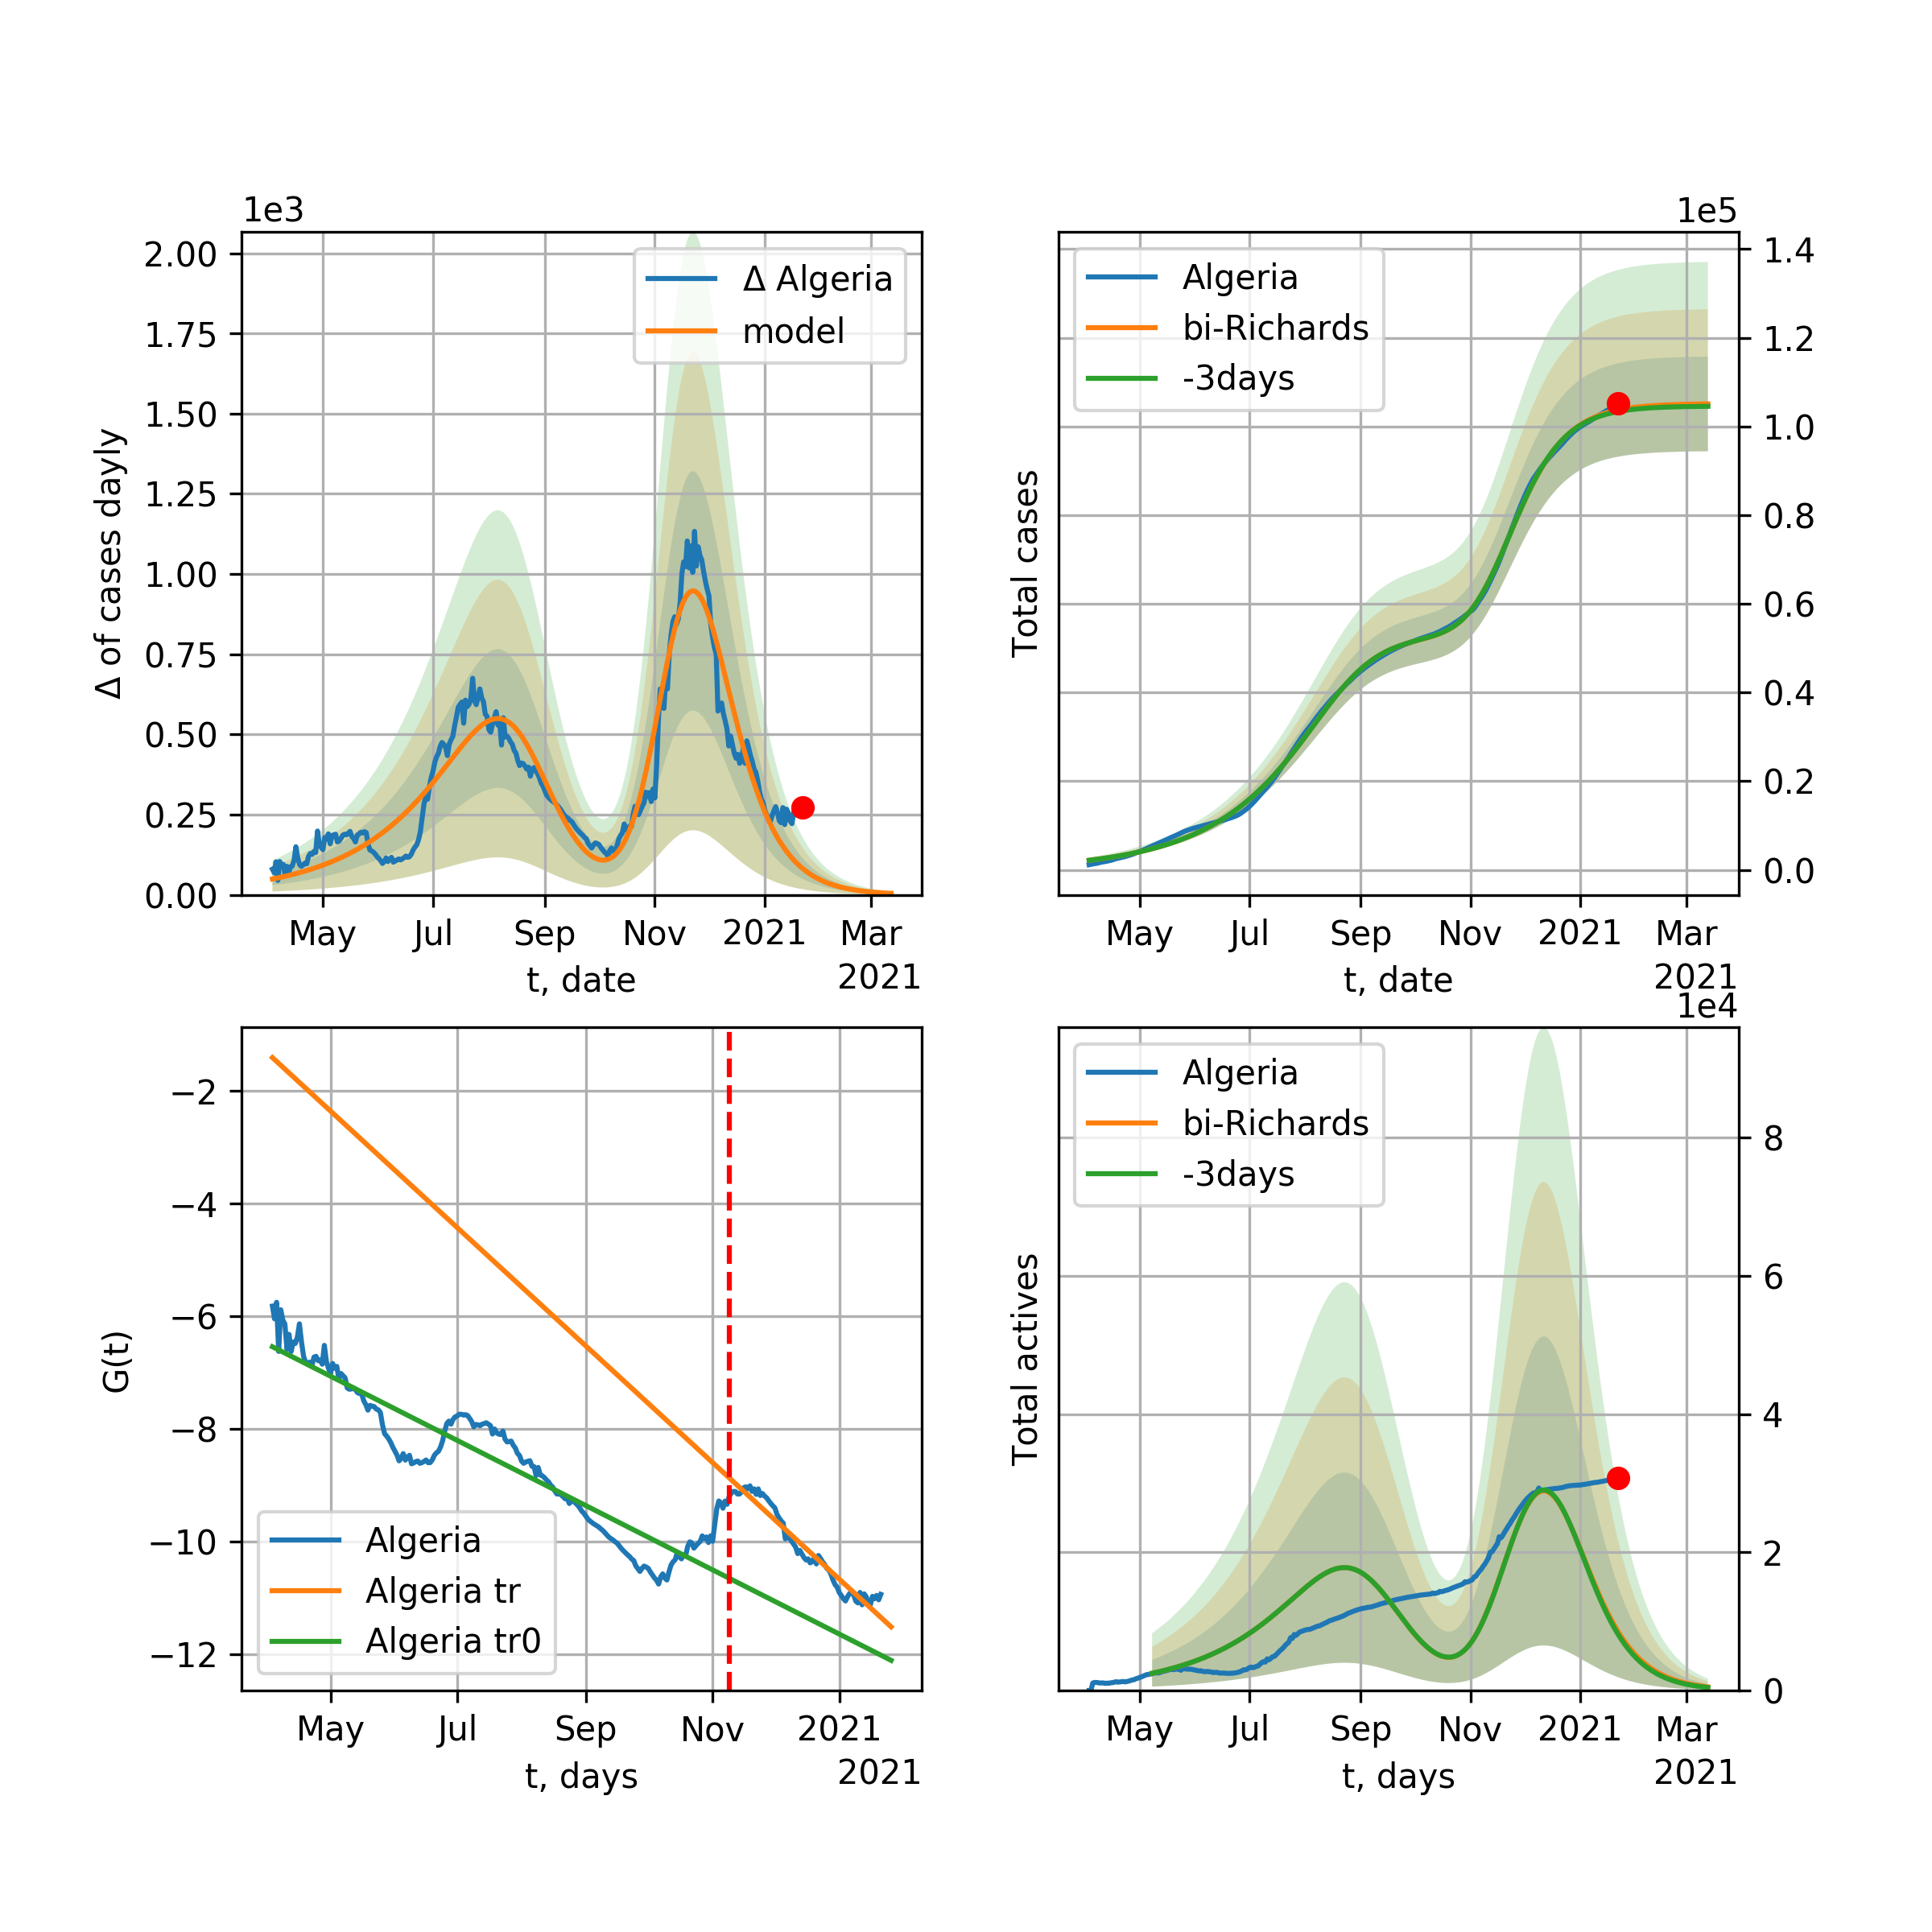 1e3
Δ of cases dayly
2.00
1.75
1.50
1.25
1.00
0.75
0.50
0.25
0.00
Δ Algeria
model
May Jul Sep Nov 2021 Mar
t, date
2021
1e5
Total cases
Algeria
bi-Richards
-3days
1.4
1.2
1.0
0.8
0.6
0.4
0.2
0.0
May Jul Sep Nov 2021 Mar
t, date
2021
G(t)
−2
−4
−6
−8
−10
−12
Algeria
Algeria tr
Algeria tr0
May Jul Sep Nov 2021
t, days
2021
1e4
Total actives
Algeria
bi-Richards
-3days
8
6
4
2
0
May Jul Sep Nov 2021 Mar
t, days
2021